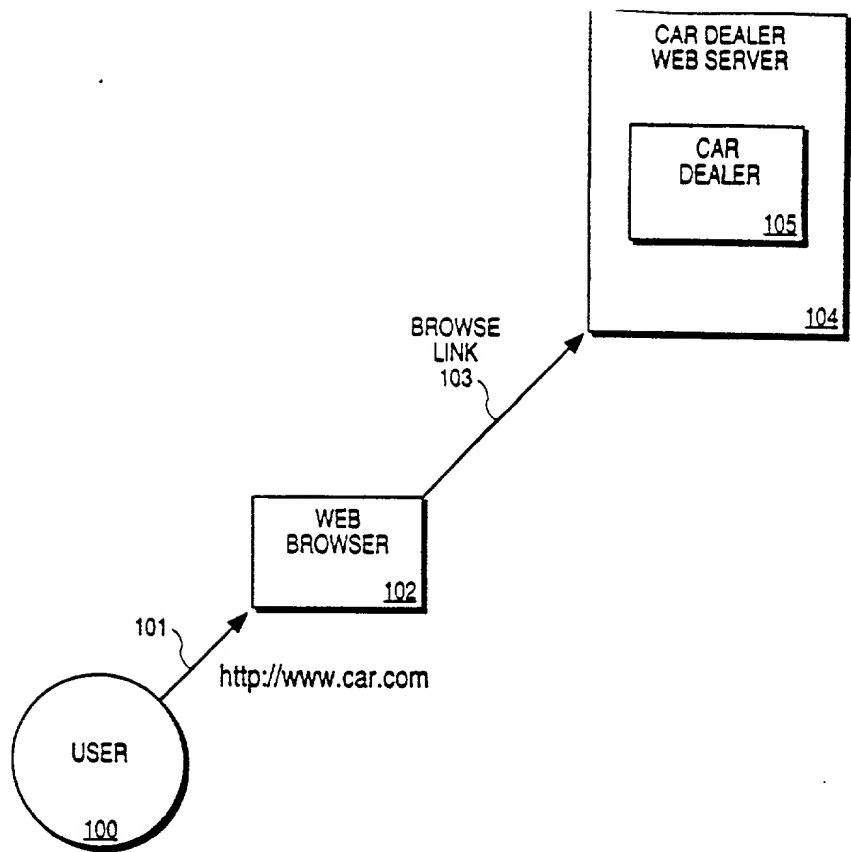 CAR DEALER
WEB SERVER
CAR
DEALER
105
104
BROWSE
LINK
103
WEB
BROWSER
102
101
http://www.car.com
USER
100